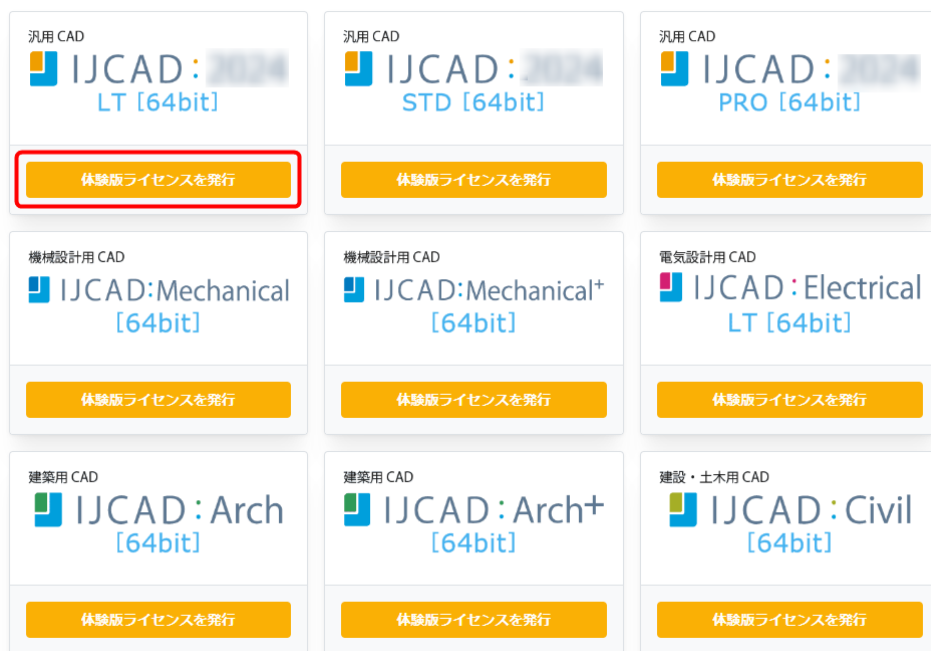 汎用 CAD
IJCAD:
LT [64bit]
体験版ライセンスを発行
汎用 CAD
IJCAD:
STD [64bit]
体験版ライセンスを発行
汎用 CAD
IJCAD:
PRO [64bit]
体験版ライセンスを発行
機械設計用 CAD
IJCAD:Mechanical
[64bit]
体験版ライセンスを発行
機械設計用 CAD
IJCAD:Mechanical+
[64bit]
体験版ライセンスを発行
電気設計用 CAD
IJCAD:Electrical
LT [64bit]
体験版ライセンスを発行
建築用 CAD
IJCAD:Arch
[64bit]
体験版ライセンスを発行
建築用 CAD
IJCAD:Arch+
[64bit]
体験版ライセンスを発行
建設・土木用 CAD
IJCAD:Civil
[64bit]
体験版ライセンスを発行